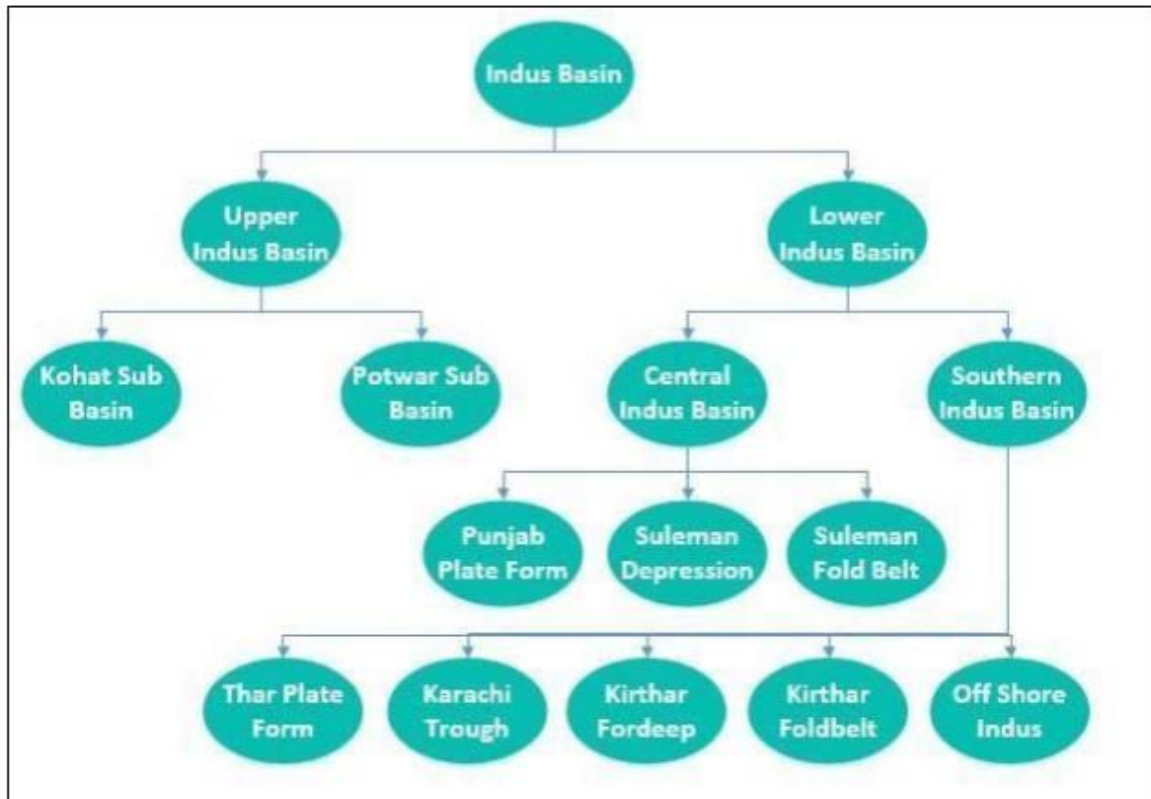 Indus Basin
Upper
Indus Basin
Lower
Indus Basin
Kohat Sub
Basin
Potwar Sub
Basin
Central
Indus Basin
Southern
Indus Basin
Punjab
Plate Form
Suleman
Depression
Suleman
Fold Belt
Thar Plate
Form
Karachi
Trough
Kirthar
Fordeep
Kirthar
Foldbelt
Off Shore
Indus